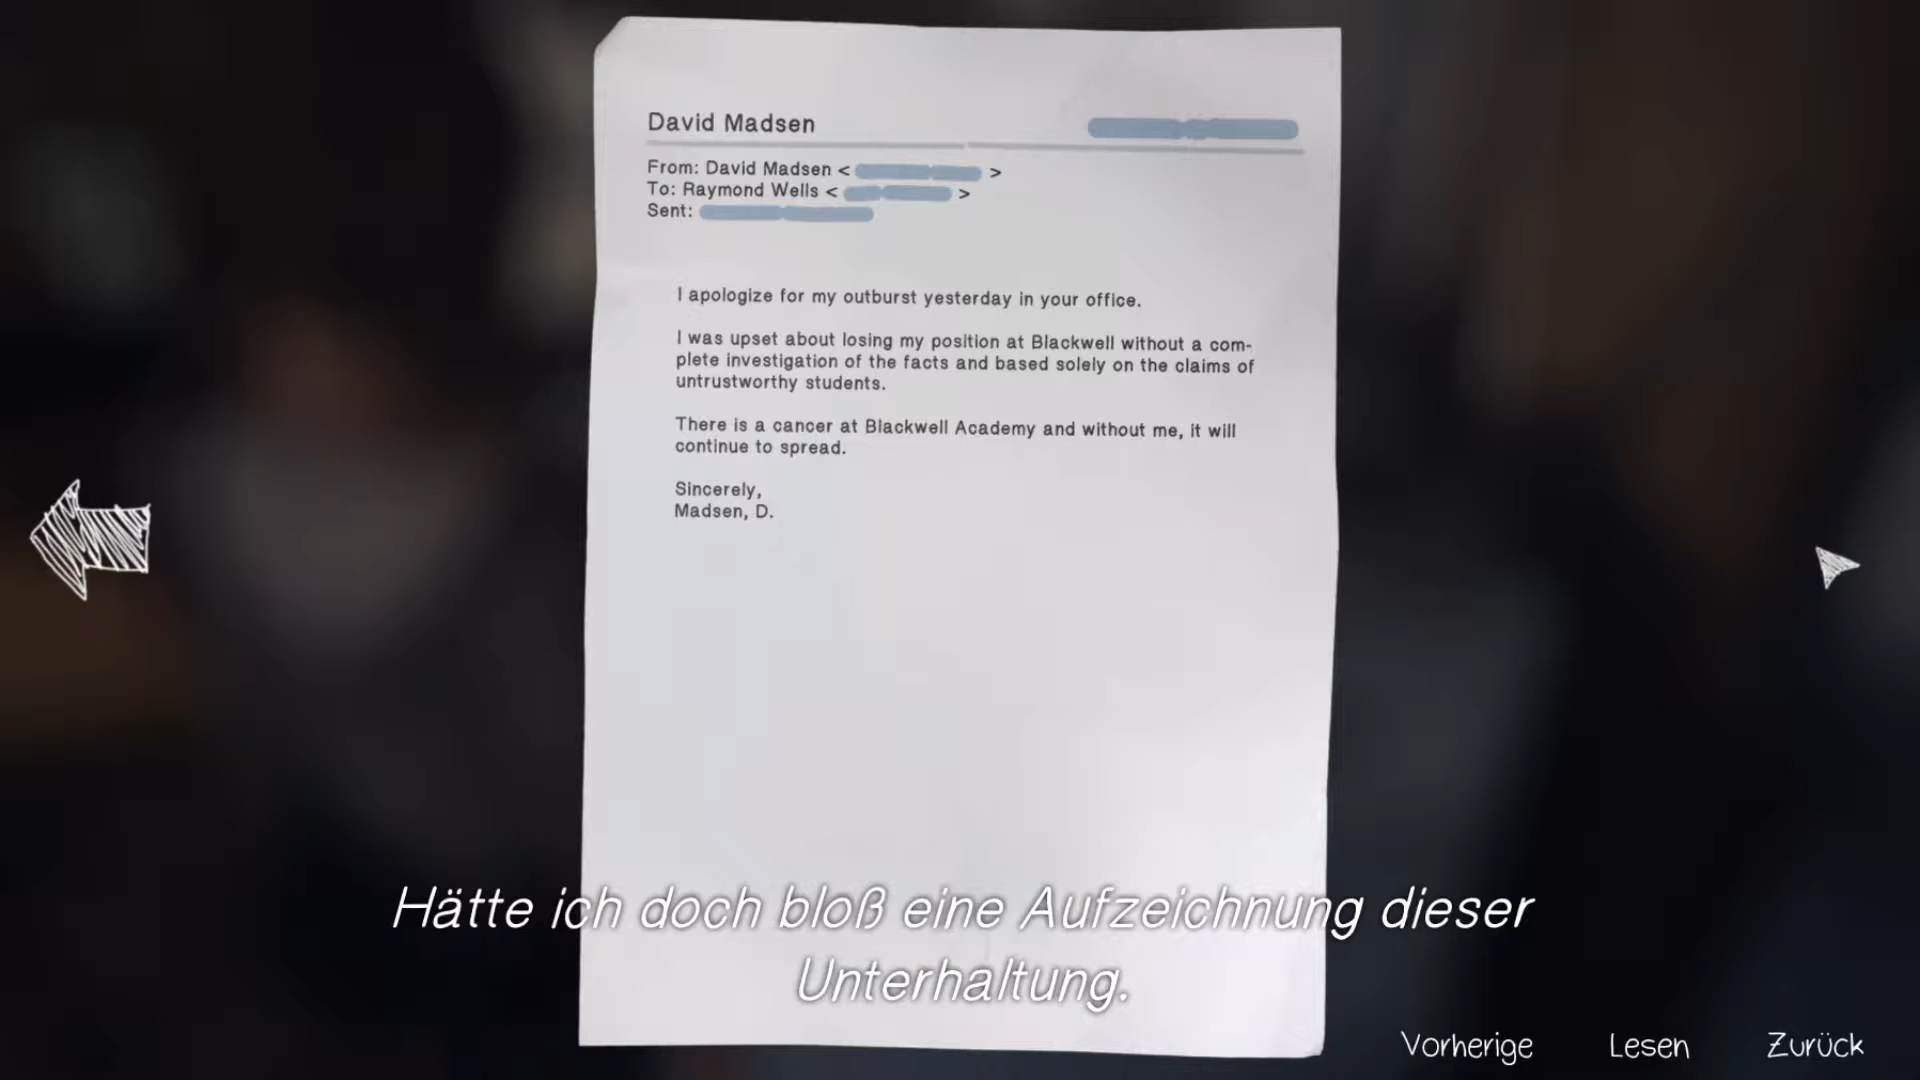 David Madsen
From: David Madsen < >
To: Raymond Wells < >
Sent:
I apologize for my outburst yesterday in your office.
I was upset about losing my position at Blackwell without a com-
plete investigation of the facts and based solely on the claims of
untrustworthy students.
There is a cancer at Blackwell Academy and without me, it will
continue to spread.
Sincerely,
Madsen, D.
Hätte ich doch bloß eine Aufzeichnung dieser
Unterhaltung.
Vorherige Lesen Zurück